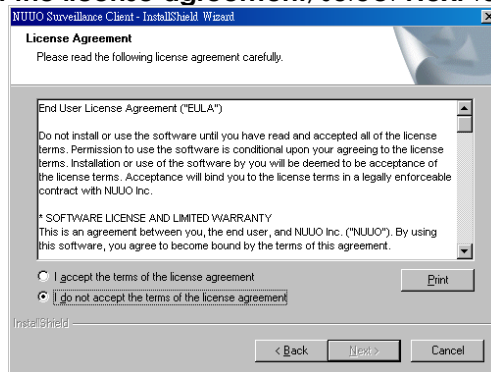 the license agreement, select Next to
NUUO Surveillance Client - InstallShield Wizard
License Agreement
Please read the following license agreement carefully.
End User License Agreement ("EULA")
Do not install or use the software until you have read and accepted all of the license
terms. Permission to use the software is conditional upon your agreeing to the license
terms. Installation or use of the software by you will be deemed to be acceptance of
the license terms. Acceptance will bind you to the license terms in a legally enforceable
contract with NUUO Inc.
* SOFTWARE LICENSE AND LIMITED WARRANTY
This is an agreement between you, the end user, and NUUO Inc. ("NUUO"). By using
this software, you agree to become bound by the terms of this agreement.
I accept the terms of the license agreement
Print
I do not accept the terms of the license agreement
InstallShield
< Back Next > Cancel